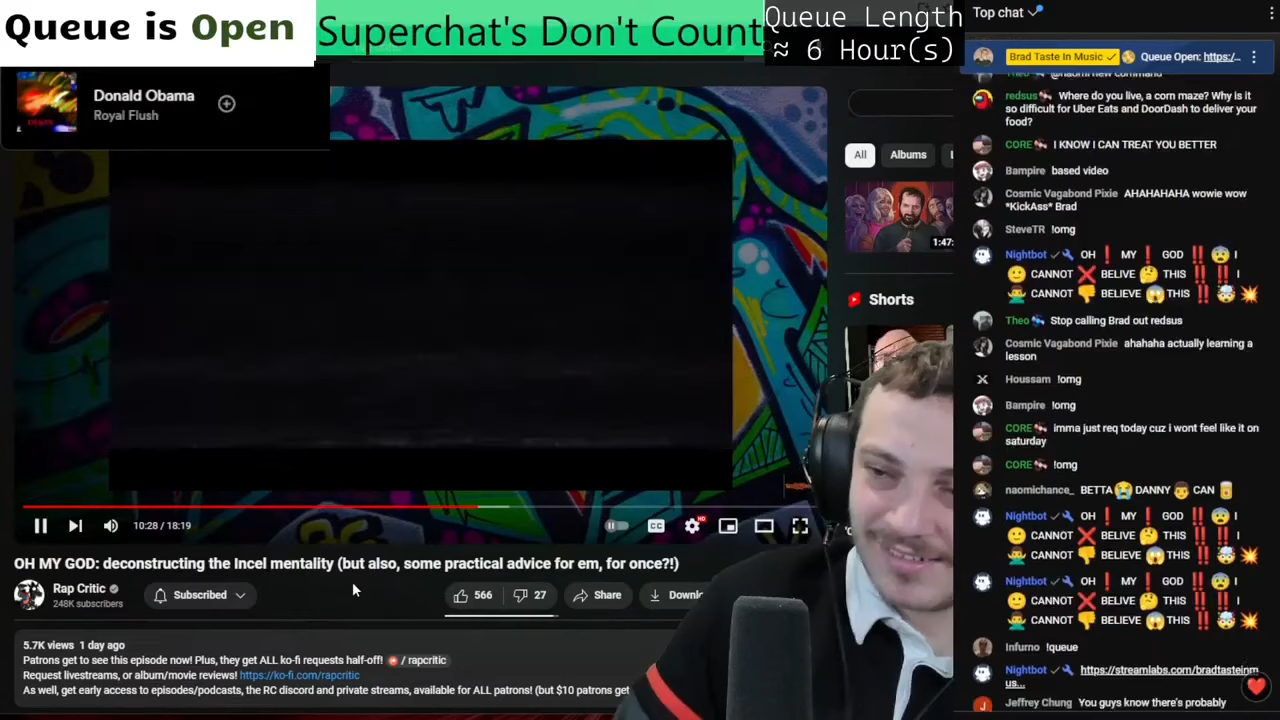 Queue is Open
Superchat's Don't Count
Queue Length
≈ 6 Hour(s)
Donald Obama
Royal Flush
All
Albums
1:47:
Shorts
10:28 / 18:19
CC
HD
OH MY GOD: deconstructing the Incel mentality (but also, some practical advice for em, for once?!)
Rap Critic
248K subscribers
Subscribed
566
27
Share
Downlo
5.7K views 1 day ago
Patrons get to see this episode now! Plus, they get ALL ko-fi requests half-off! / rapcritic
Request livestreams, or album/movie reviews! https://ko-fi.com/rapcritic
As well, get early access to episodes/podcasts, the RC discord and private streams, available for ALL patrons! (but $10 patrons get
Top chat
Brad Taste In Music Queue Open: https:/...
Theo @naomi new command
redsus Where do you live, a corn maze? Why is it
so difficult for Uber Eats and DoorDash to deliver your
food?
CORE I KNOW I CAN TREAT YOU BETTER
Bampire based video
Cosmic Vagabond Pixie AHAHAHAHA wowie wow
*KickAss* Brad
SteveTR !omg
Nightbot OH ❗ MY ❗ GOD ‼️ 😨 I
🙂 CANNOT ❌ BELIVE 🤔 THIS ‼️ ‼️ I
🙅‍♂️ CANNOT 👎 BELIEVE 😱 THIS ‼️ 🤯 💥
Theo Stop calling Brad out redsus
Cosmic Vagabond Pixie ahahaha actually learning a
lesson
Houssam !omg
Bampire !omg
CORE imma just req today cuz i wont feel like it on
saturday
CORE !omg
naomichance_ BETTA😭 DANNY👨 CAN🍺
Nightbot OH ❗ MY ❗ GOD ‼️ 😨 I
🙂 CANNOT ❌ BELIVE 🤔 THIS ‼️ ‼️ I
🙅‍♂️ CANNOT 👎 BELIEVE 😱 THIS ‼️ 🤯 💥
Nightbot OH ❗ MY ❗ GOD ‼️ 😨 I
🙂 CANNOT ❌ BELIVE 🤔 THIS ‼️ ‼️ I
🙅‍♂️ CANNOT 👎 BELIEVE 😱 THIS ‼️ 🤯 💥
Infurno !queue
Nightbot https://streamlabs.com/bradtasteinm
us...
Jeffrey Chung You guys know there's probably